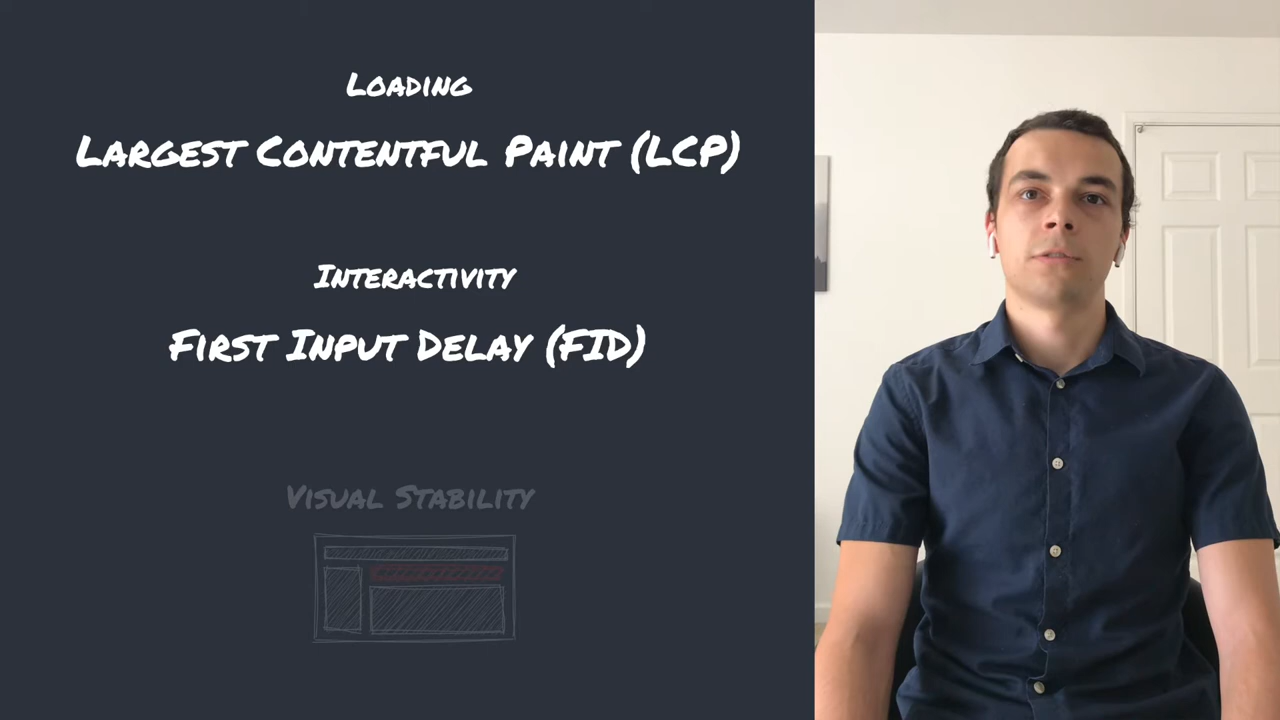 Loading
Largest Contentful Paint (LCP)
Interactivity
First Input Delay (FID)
Visual Stability